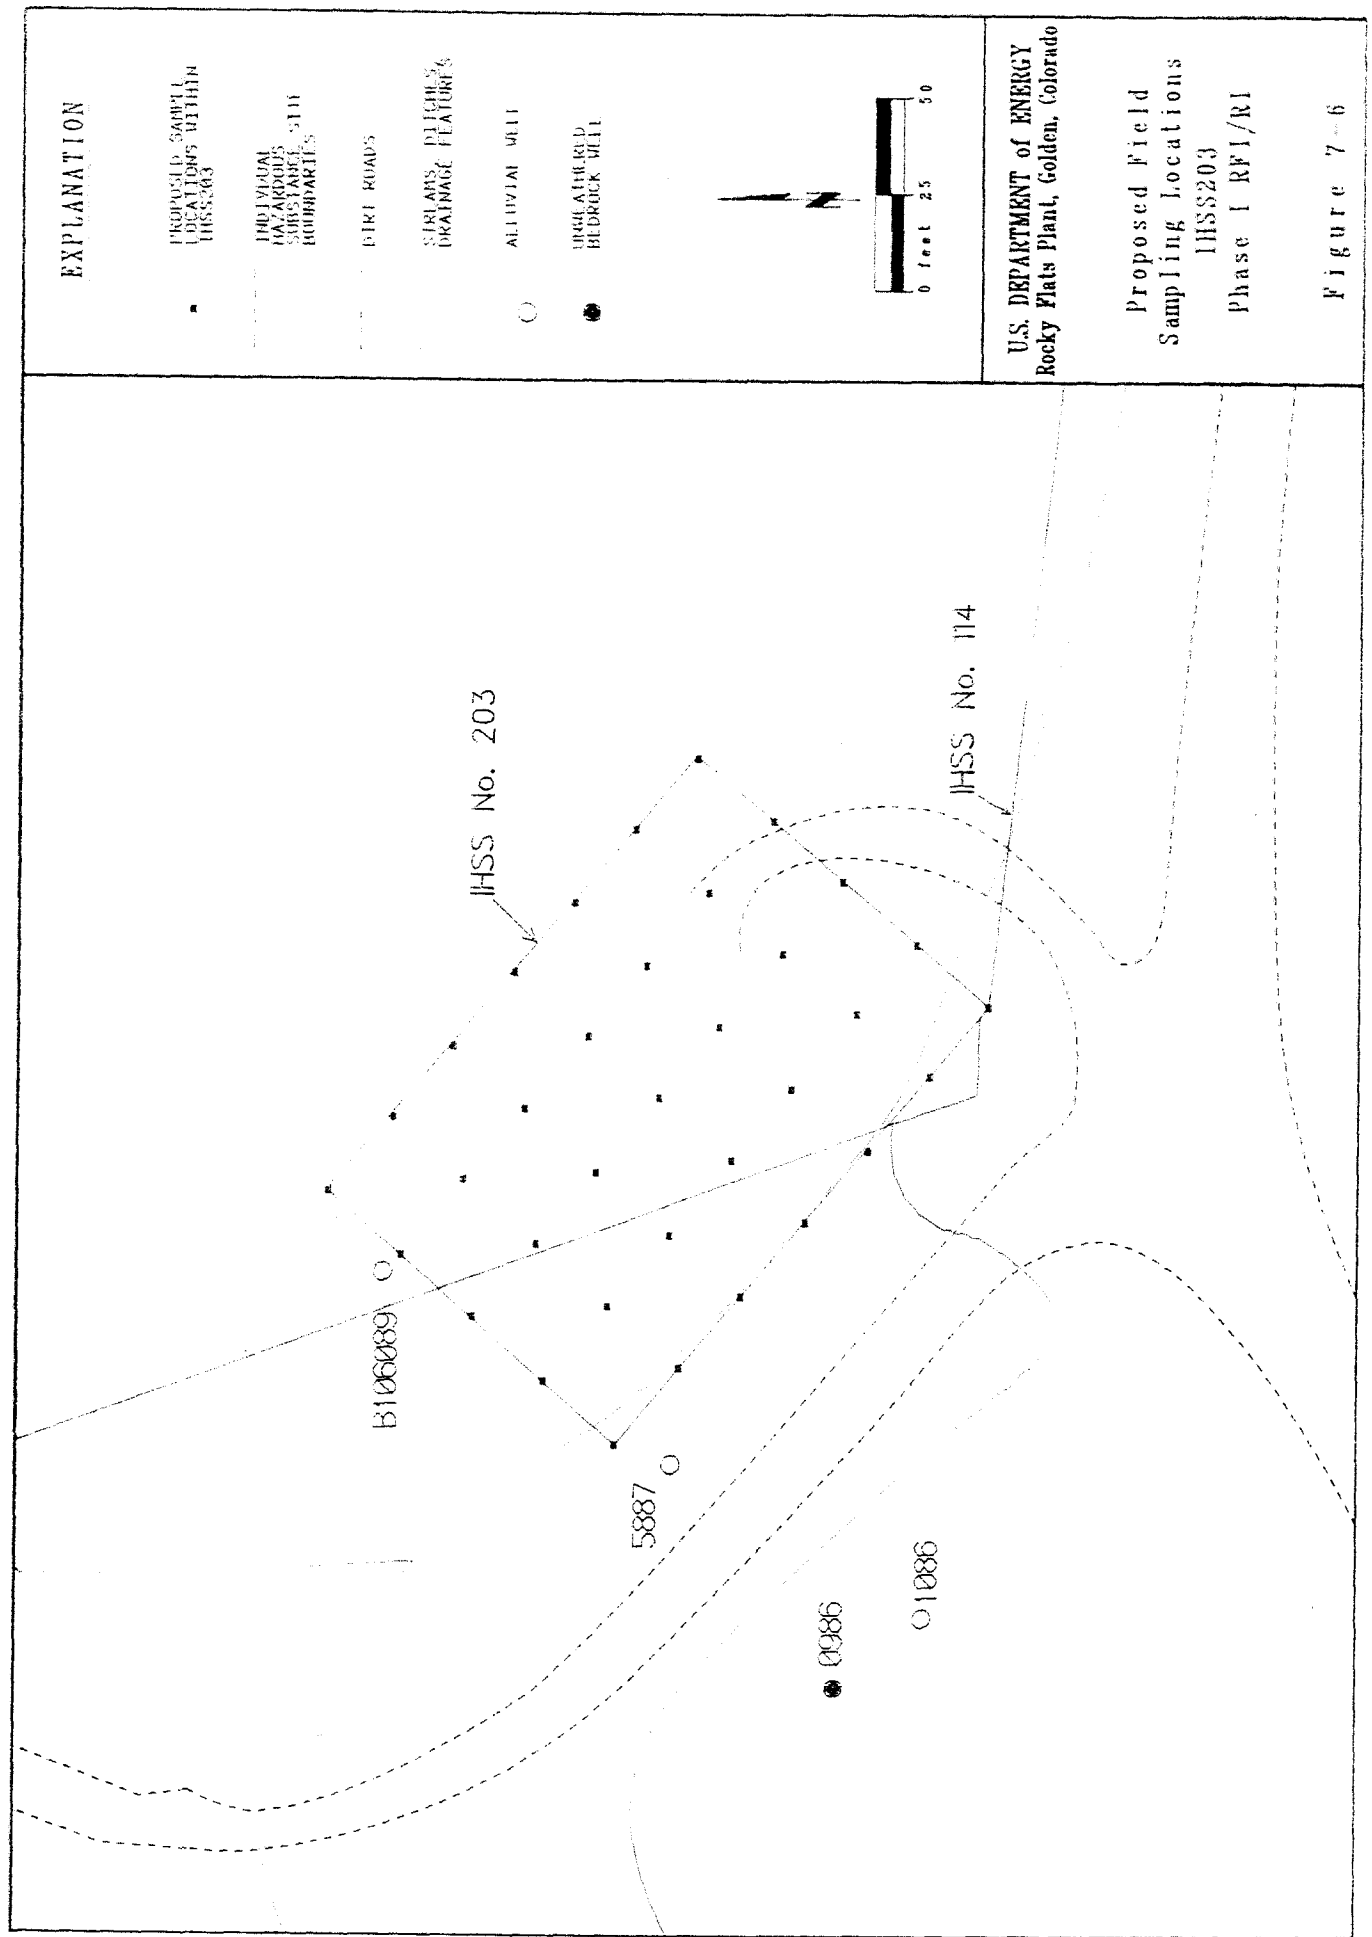 EXPLANATION
PROPOSED SAMPLE
LOCATIONS WITHIN
IHSS203
INDIVIDUAL
HAZARDOUS
SUBSTANCE SITE
BOUNDARIES
DIRT ROADS
STREAMS, DITCHES,
DRAINAGE FEATURES
ALLUVIAL WELL
UNWEATHERED
BEDROCK WELL
N
0 feet 25 50
U.S. DEPARTMENT of ENERGY
Rocky Flats Plant, Golden, Colorado
Proposed Field
Sampling Locations
IHSS203
Phase I RFI/RI
Figure 7-6
IHSS No. 203
IHSS No. 114
B106089
5887
0986
1086